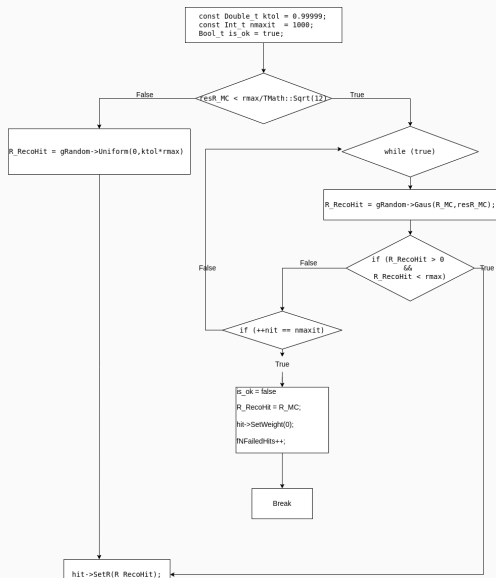 const Double_t ktol = 0.99999;
const Int_t nmaxit = 1000;
Bool_t is_ok = true;
resR_MC < rmax/TMath::Sqrt(12)
False
True
R_RecoHit = gRandom->Uniform(0,ktol*rmax)
while (true)
R_RecoHit = gRandom->Gaus(R_MC,resR_MC);
if (R_RecoHit > 0
&&
R_RecoHit < rmax)
False
True
False
if (++nit == nmaxit)
True
is_ok = false
R_RecoHit = R_MC;
hit->SetWeight(0);
fNFailedHits++;
Break
hit->SetR(R_RecoHit);